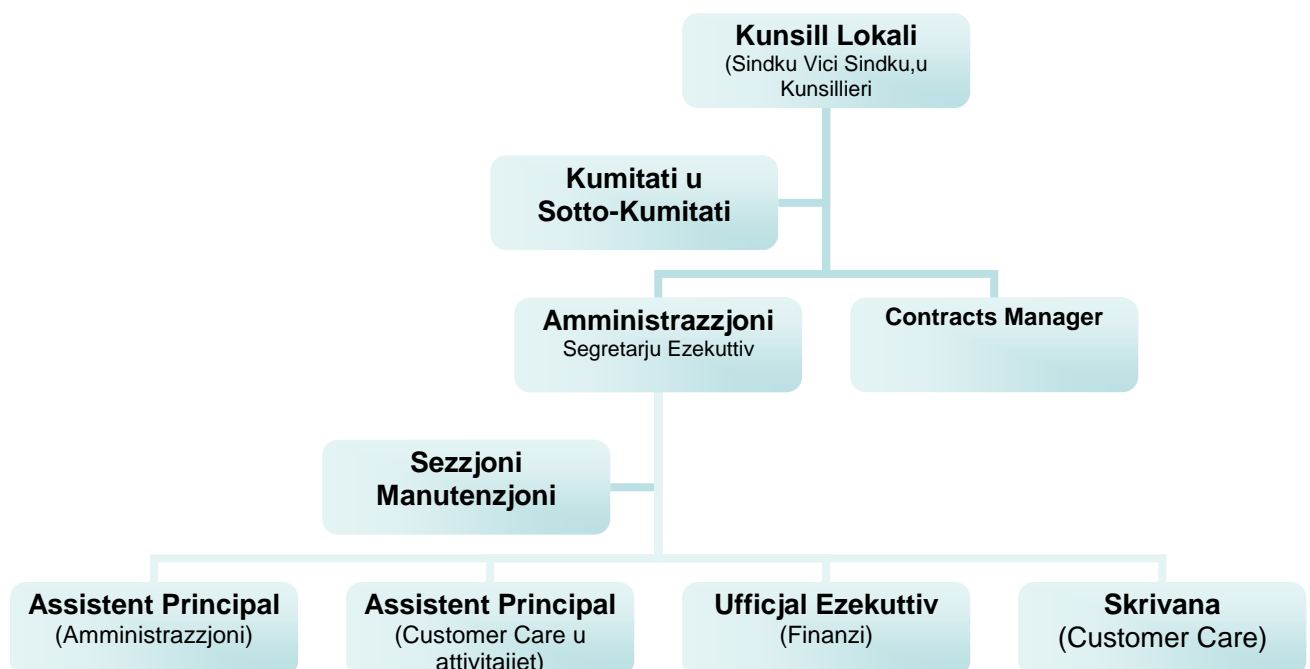 Kunsill Lokali
(Sindku Vici Sindku,u
Kunsillieri
Kumitati u
Sotto-Kumitati
Amministrazzjoni
Segretarju Ezekuttiv
Contracts Manager
Sezzjoni
Manutenzjoni
Assistent Principal
(Amministrazzjoni)
Assistent Principal
(Customer Care u
attivitajiet)
Ufficjal Ezekuttiv
(Finanzi)
Skrivana
(Customer Care)